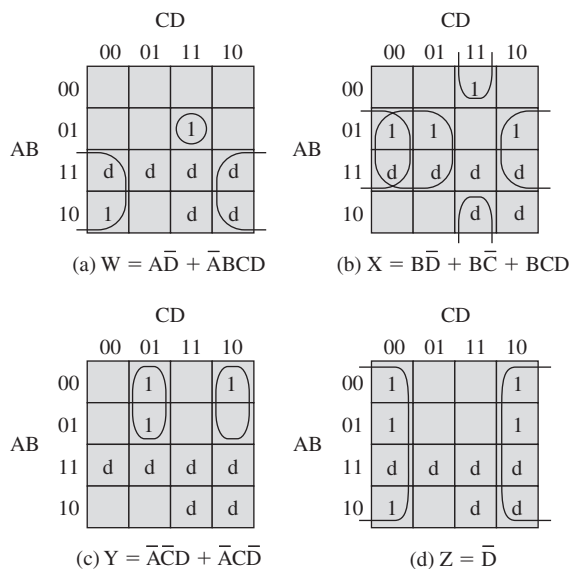 CD
00 01 11 10
00
01 1
AB
11 d d d d
10 1 d d
(a) W = AD̅ + A̅BCD
CD
00 01 11 10
00 1
01 1 1 1
AB
11 d d d d
10 d d
(b) X = BD̅ + BC̅ + BCD
CD
00 01 11 10
00 1 1
01 1
AB
11 d d d d
10 d d
(c) Y = A̅C̅D + A̅CD̅
CD
00 01 11 10
00 1 1
01 1 1
AB
11 d d d d
10 1 d d
(d) Z = D̅